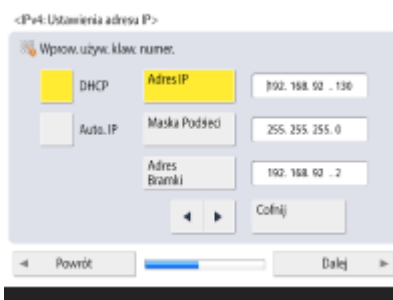 <IPv4: Ustawienia adresu IP>
Wprow. używ. klaw. numer.
DHCP
Adres IP
192. 168. 92 . 130
Auto. IP
Maska Podsieci
255. 255. 255. 0
Adres
Bramki
192. 168. 92 . 2
Cofnij
Powrót
Dalej